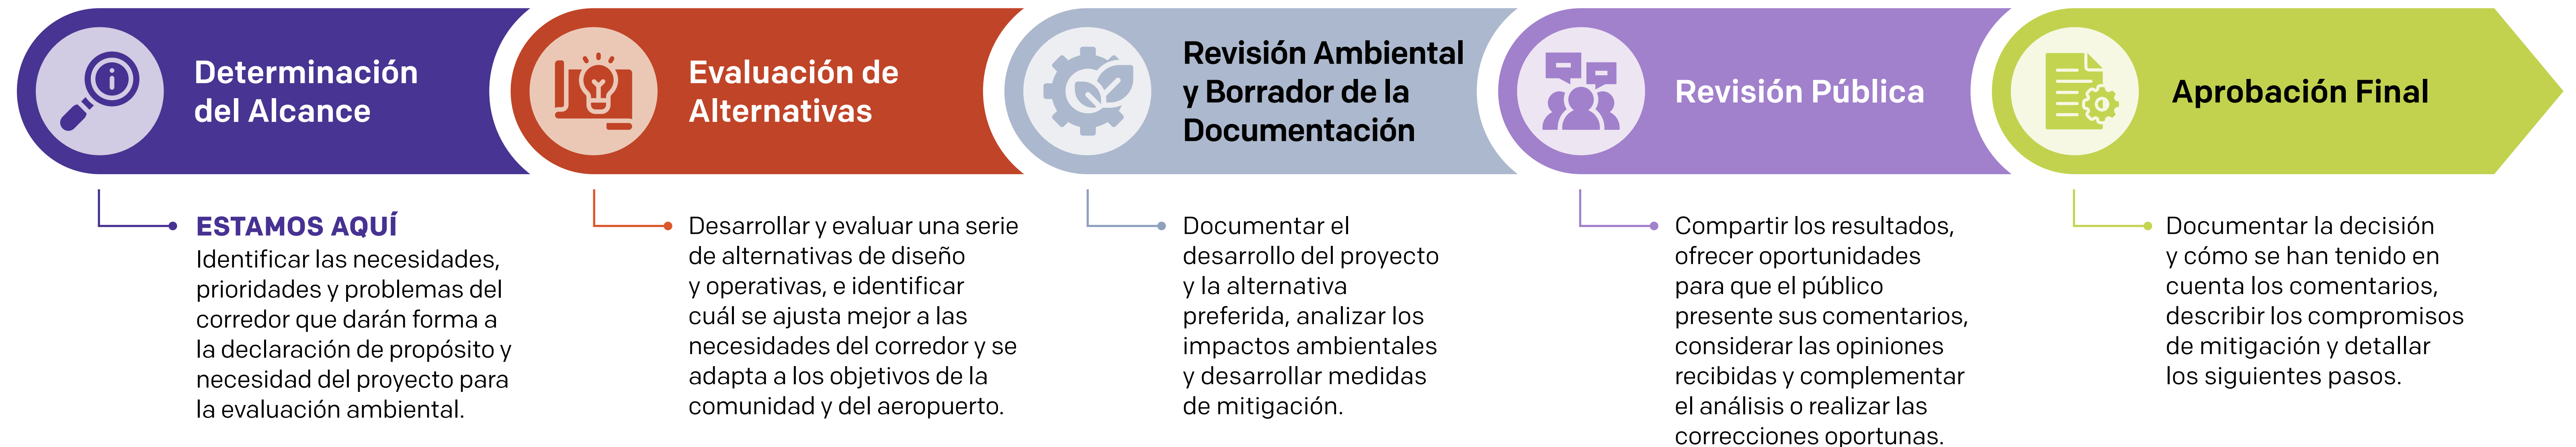 Determinación
del Alcance
ESTAMOS AQUÍ
Identificar las necesidades,
prioridades y problemas del
corredor que darán forma a
la declaración de propósito y
necesidad del proyecto para
la evaluación ambiental.
Evaluación de
Alternativas
Desarrollar y evaluar una serie
de alternativas de diseño
y operativas, e identificar
cuál se ajusta mejor a las
necesidades del corredor y se
adapta a los objetivos de la
comunidad y del aeropuerto.
Revisión Ambiental
y Borrador de la
Documentación
Documentar el
desarrollo del proyecto
y la alternativa
preferida, analizar los
impactos ambientales
y desarrollar medidas
de mitigación.
Revisión Pública
Compartir los resultados,
ofrecer oportunidades
para que el público
presente sus comentarios,
considerar las opiniones
recibidas y complementar
el análisis o realizar las
correcciones oportunas.
Aprobación Final
Documentar la decisión
y cómo se han tenido en
cuenta los comentarios,
describir los compromisos
de mitigación y detallar
los siguientes pasos.